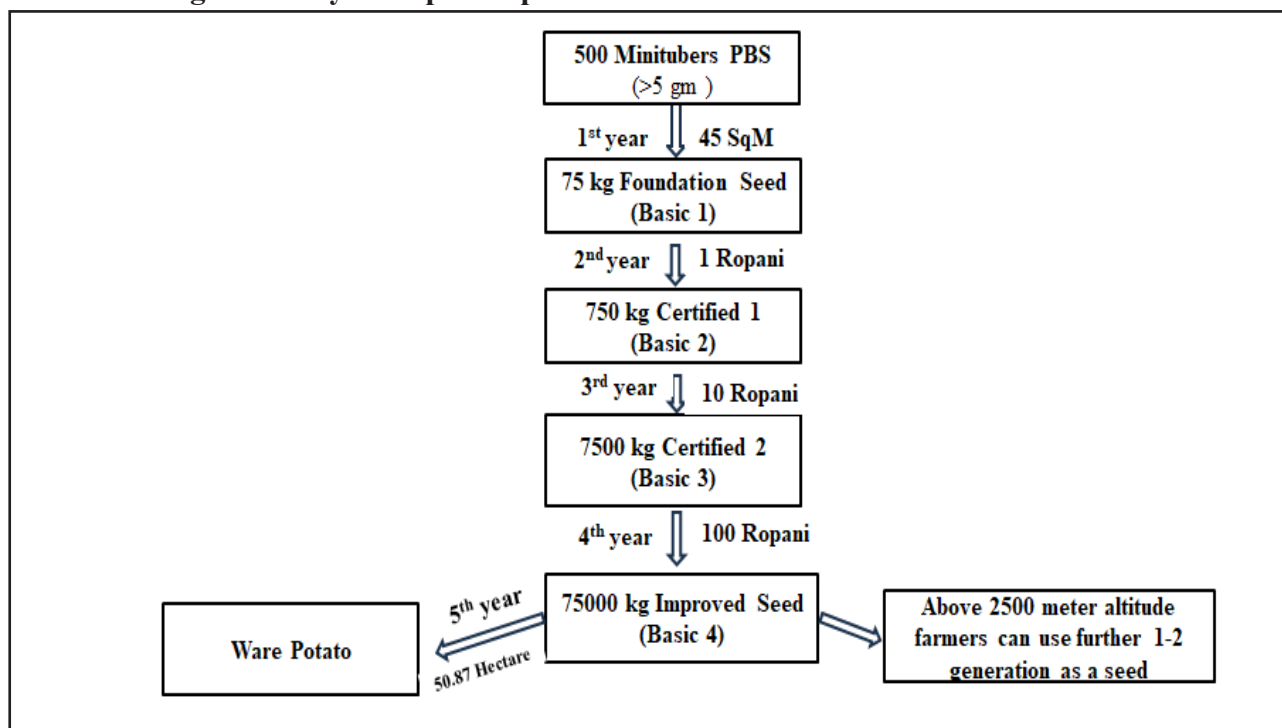 500 Minitubers PBS
(>5 gm )
1st year 45 SqM
75 kg Foundation Seed
(Basic 1)
2nd year 1 Ropani
750 kg Certified 1
(Basic 2)
3rd year 10 Ropani
7500 kg Certified 2
(Basic 3)
4th year 100 Ropani
75000 kg Improved Seed
(Basic 4)
5th year
50.87 Hectare
Ware Potato
Above 2500 meter altitude
farmers can use further 1-2
generation as a seed